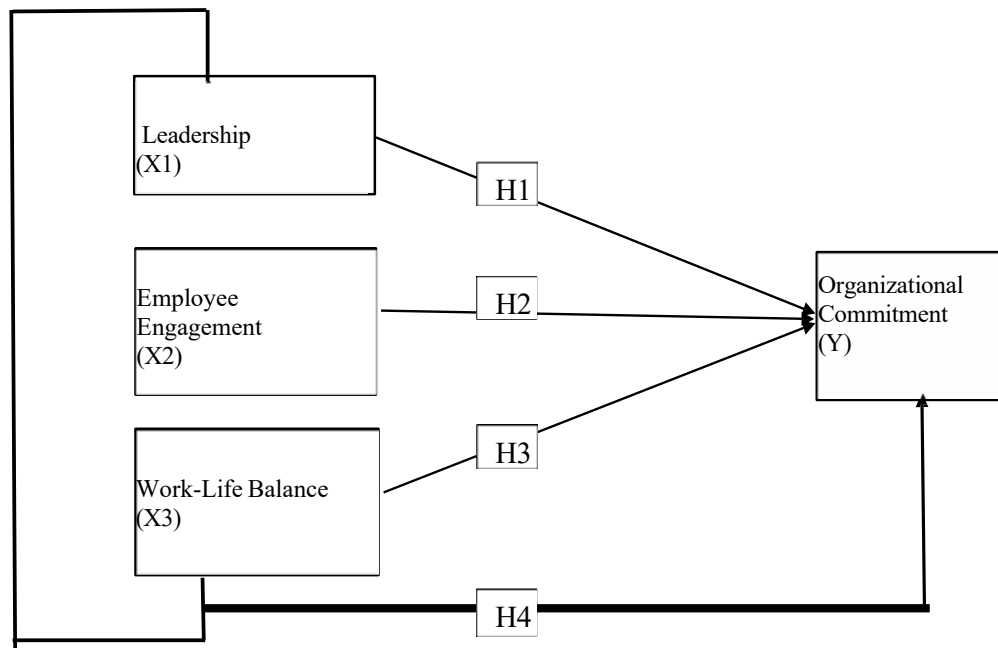 Leadership
(X1)
H1
Employee
Engagement
(X2)
H2
Organizational
Commitment
(Y)
Work-Life Balance
(X3)
H3
H4